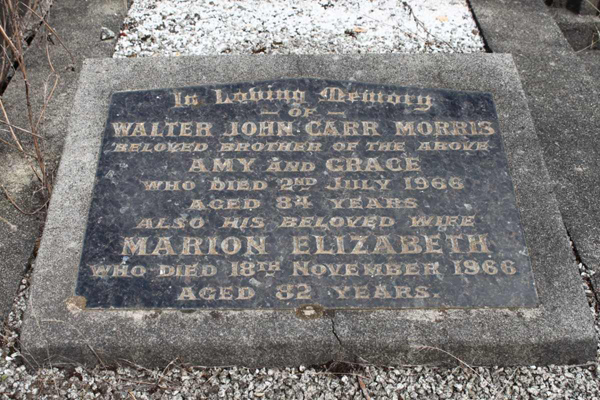 In Loving Memory
— OF —
WALTER JOHN CARR MORRIS
BELOVED BROTHER OF THE ABOVE
AMY AND GRACE
WHO DIED 2ND JULY 1966
AGED 84 YEARS
ALSO HIS BELOVED WIFE
MARION ELIZABETH
WHO DIED 18TH NOVEMBER 1966
AGED 82 YEARS.